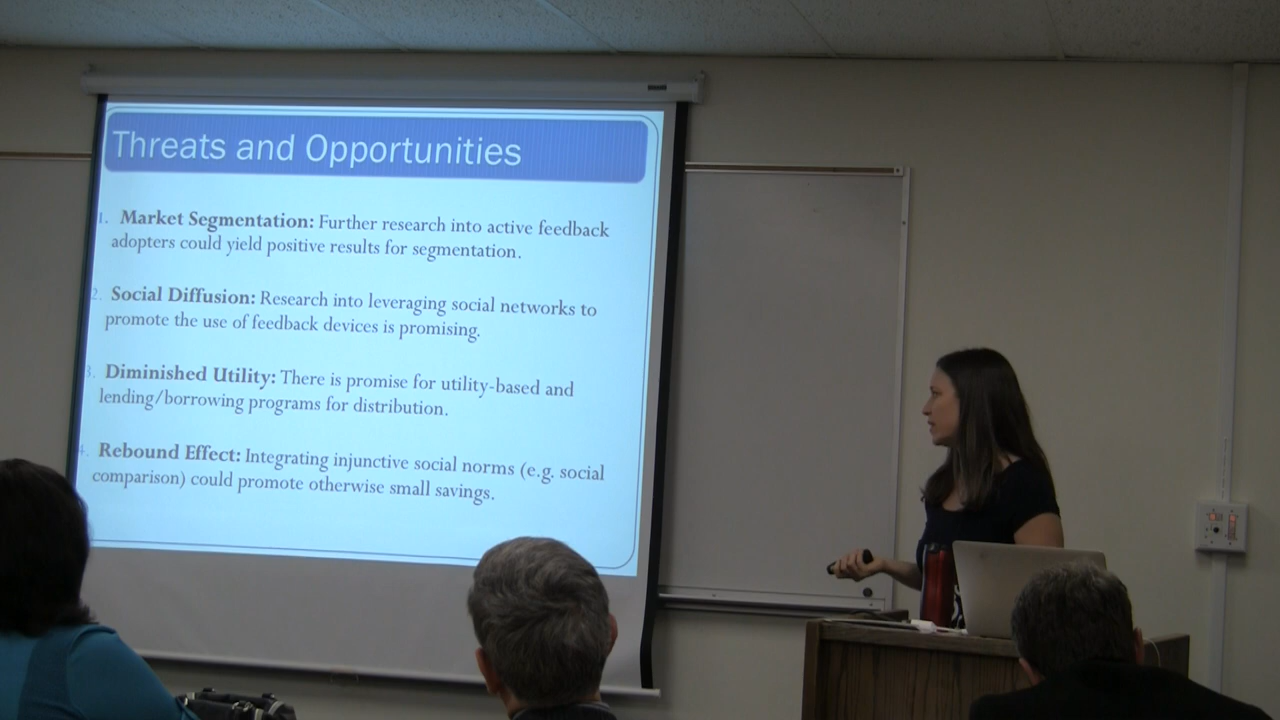 Threats and Opportunities
1. Market Segmentation: Further research into active feedback
adopters could yield positive results for segmentation.
2. Social Diffusion: Research into leveraging social networks to
promote the use of feedback devices is promising.
3. Diminished Utility: There is promise for utility-based and
lending/borrowing programs for distribution.
4. Rebound Effect: Integrating injunctive social norms (e.g. social
comparison) could promote otherwise small savings.